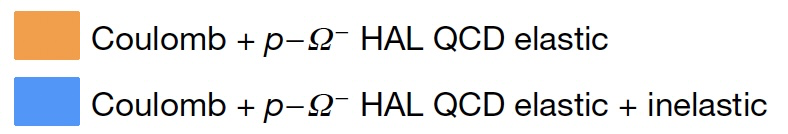 Coulomb + p–Ω⁻ HAL QCD elastic
Coulomb + p–Ω⁻ HAL QCD elastic + inelastic